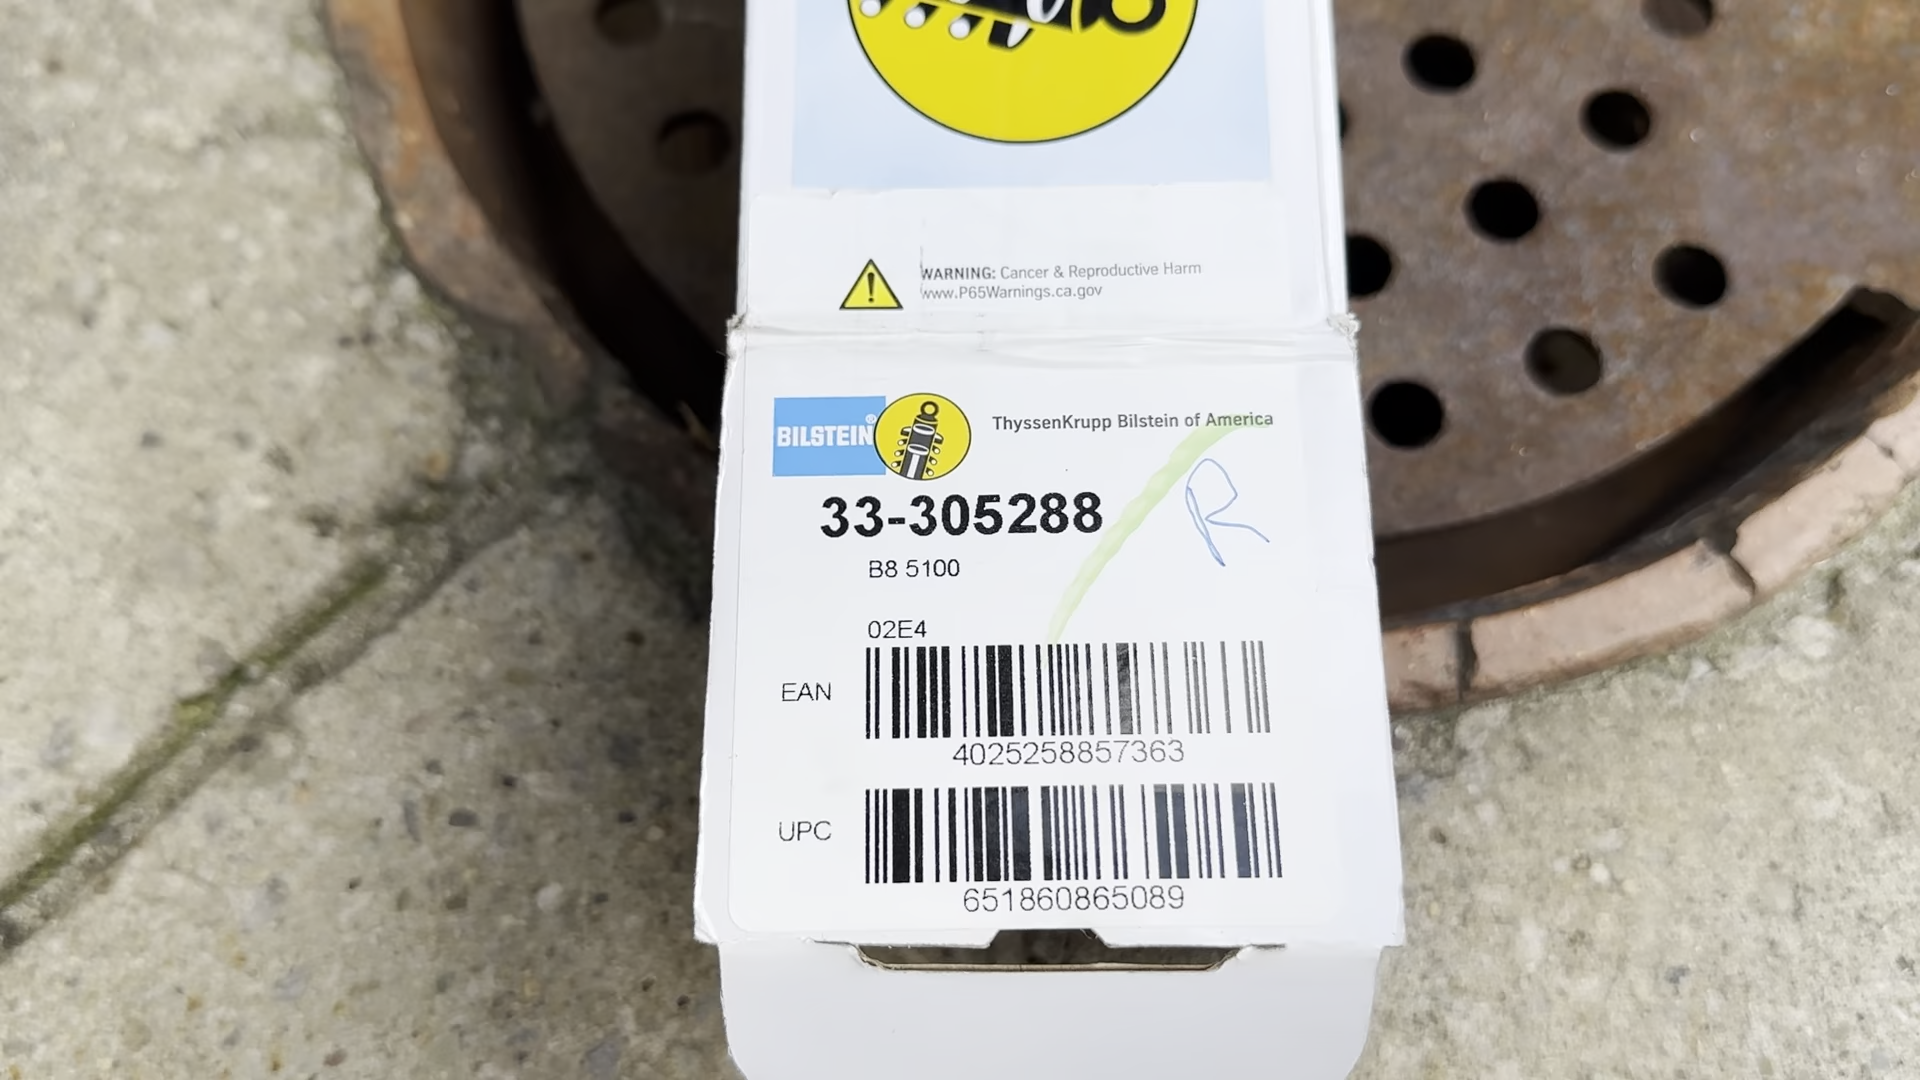 WARNING: Cancer & Reproductive Harm
www.P65Warnings.ca.gov
BILSTEIN®
ThyssenKrupp Bilstein of America
33-305288
R
B8 5100
02E4
EAN
4025258857363
UPC
651860865089